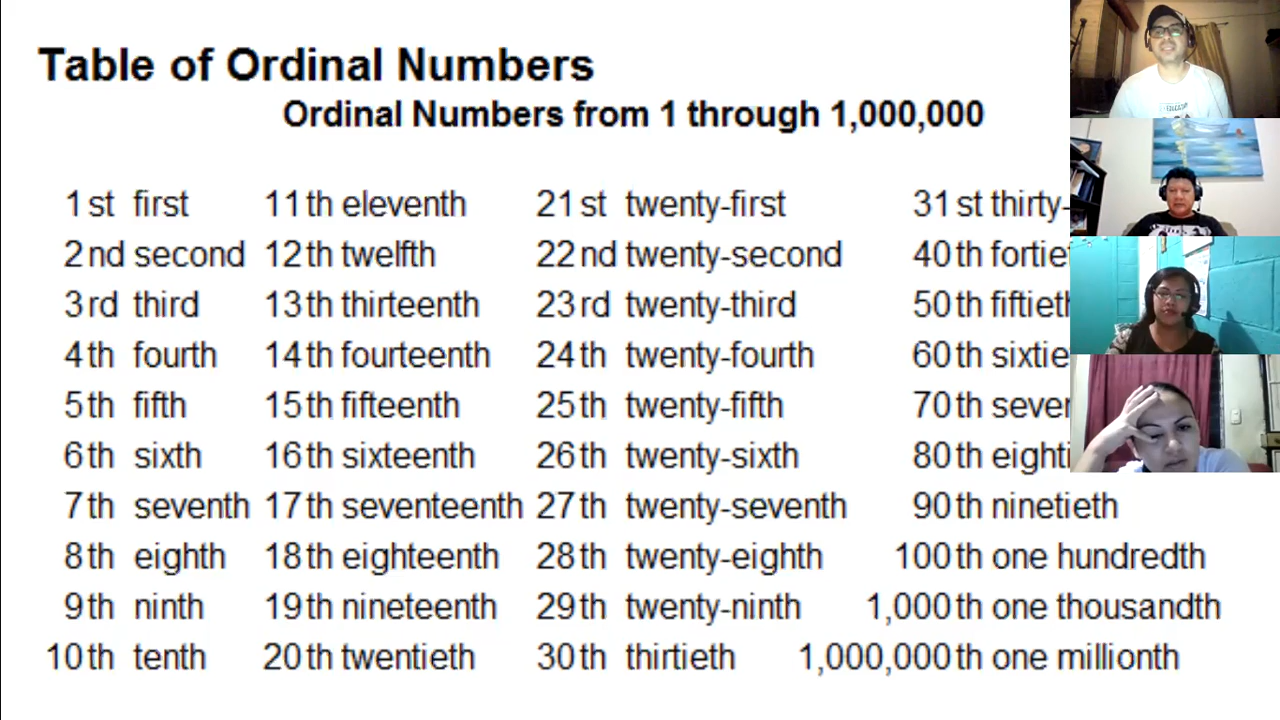 Table of Ordinal Numbers
Ordinal Numbers from 1 through 1,000,000
1st first 11th eleventh 21st twenty-first 31st thirty-
2nd second 12th twelfth 22nd twenty-second 40th fortie
3rd third 13th thirteenth 23rd twenty-third 50th fiftieth
4th fourth 14th fourteenth 24th twenty-fourth 60th sixtie
5th fifth 15th fifteenth 25th twenty-fifth 70th seven
6th sixth 16th sixteenth 26th twenty-sixth 80th eighti
7th seventh 17th seventeenth 27th twenty-seventh 90th ninetieth
8th eighth 18th eighteenth 28th twenty-eighth 100th one hundredth
9th ninth 19th nineteenth 29th twenty-ninth 1,000th one thousandth
10th tenth 20th twentieth 30th thirtieth 1,000,000th one millionth